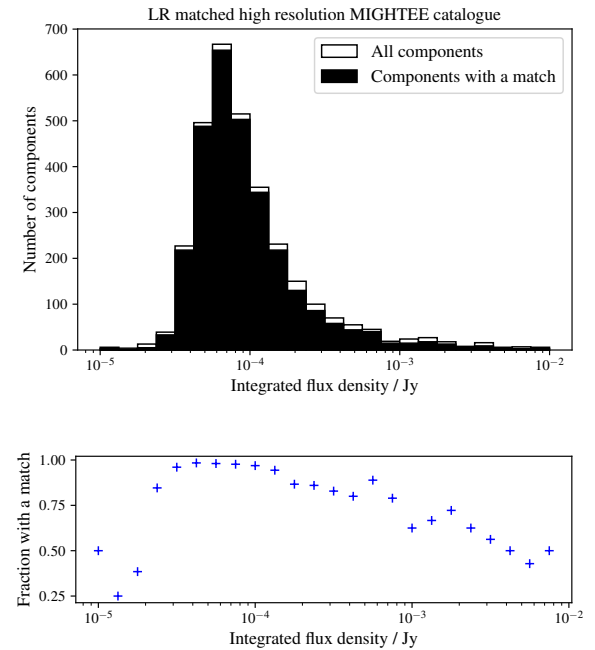 LR matched high resolution MIGHTEE catalogue
700
600
500
400
300
200
100
0
Number of components
All components
Components with a match
10⁻⁵
10⁻⁴
10⁻³
10⁻²
Integrated flux density / Jy
1.00
0.75
0.50
0.25
Fraction with a match
10⁻⁵
10⁻⁴
10⁻³
10⁻²
Integrated flux density / Jy